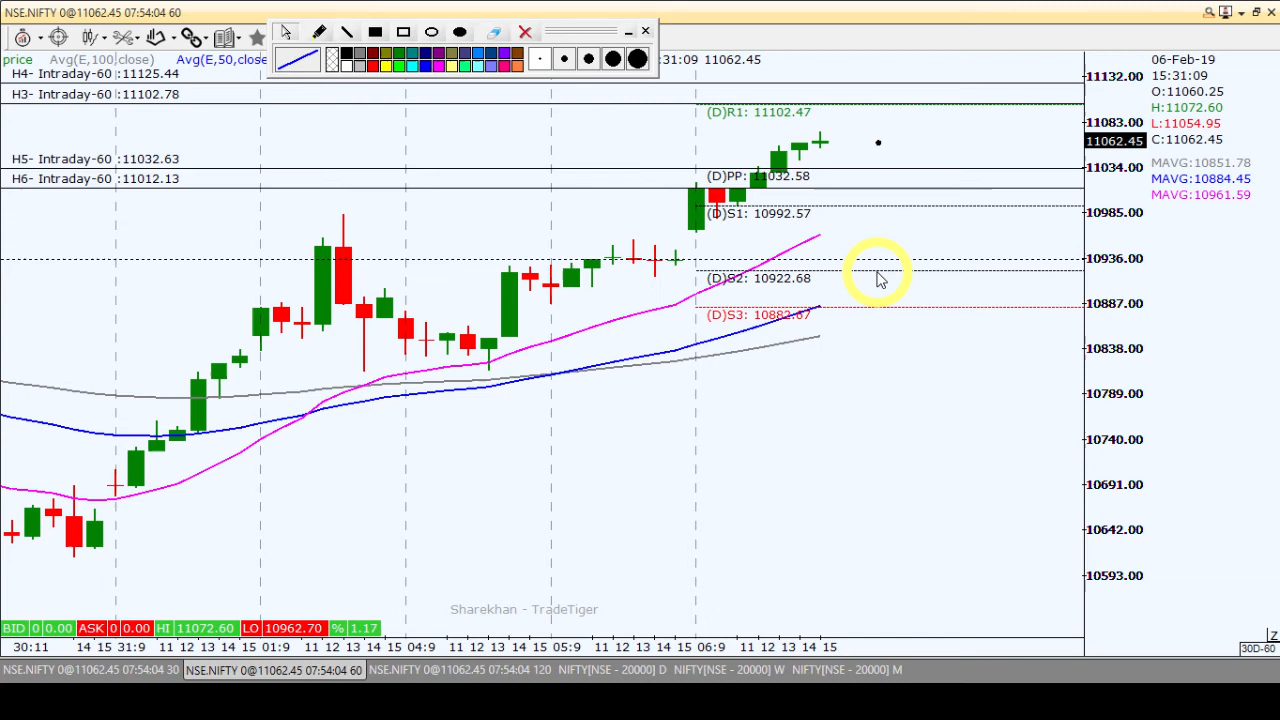 NSE.NIFTY 0@11062.45 07:54:04 60
price Avg(E,100,close) Avg(E,50,close :31:09 11062.45
06-Feb-19
15:31:09
O:11060.25
H:11072.60
L:11054.95
C:11062.45
MAVG:10851.78
MAVG:10884.45
MAVG:10961.59
H4- Intraday-60 :11125.44
H3- Intraday-60 :11102.78
H5- Intraday-60 :11032.63
H6- Intraday-60 :11012.13
(D)R1: 11102.47
(D)PP: 11032.58
(D)S1: 10992.57
(D)S2: 10922.68
(D)S3: 10882.67
11132.00
11083.00
11062.45
11034.00
10985.00
10936.00
10887.00
10838.00
10789.00
10740.00
10691.00
10642.00
10593.00
Sharekhan - TradeTiger
BID 0 0.00 ASK 0 0.00 HI 11072.60 LO 10962.70 % 1.17
30:11 14 15 31:9 11 12 13 14 15 01:9 11 12 13 14 15 04:9 11 12 13 14 15 05:9 11 12 13 14 15 06:9 11 12 13 14 15
Z
30D-60
NSE.NIFTY 0@11062.45 07:54:04 30 NSE.NIFTY 0@11062.45 07:54:04 60 NSE.NIFTY 0@11062.45 07:54:04 120 NIFTY[NSE - 20000] D NIFTY[NSE - 20000] W NIFTY[NSE - 20000] M